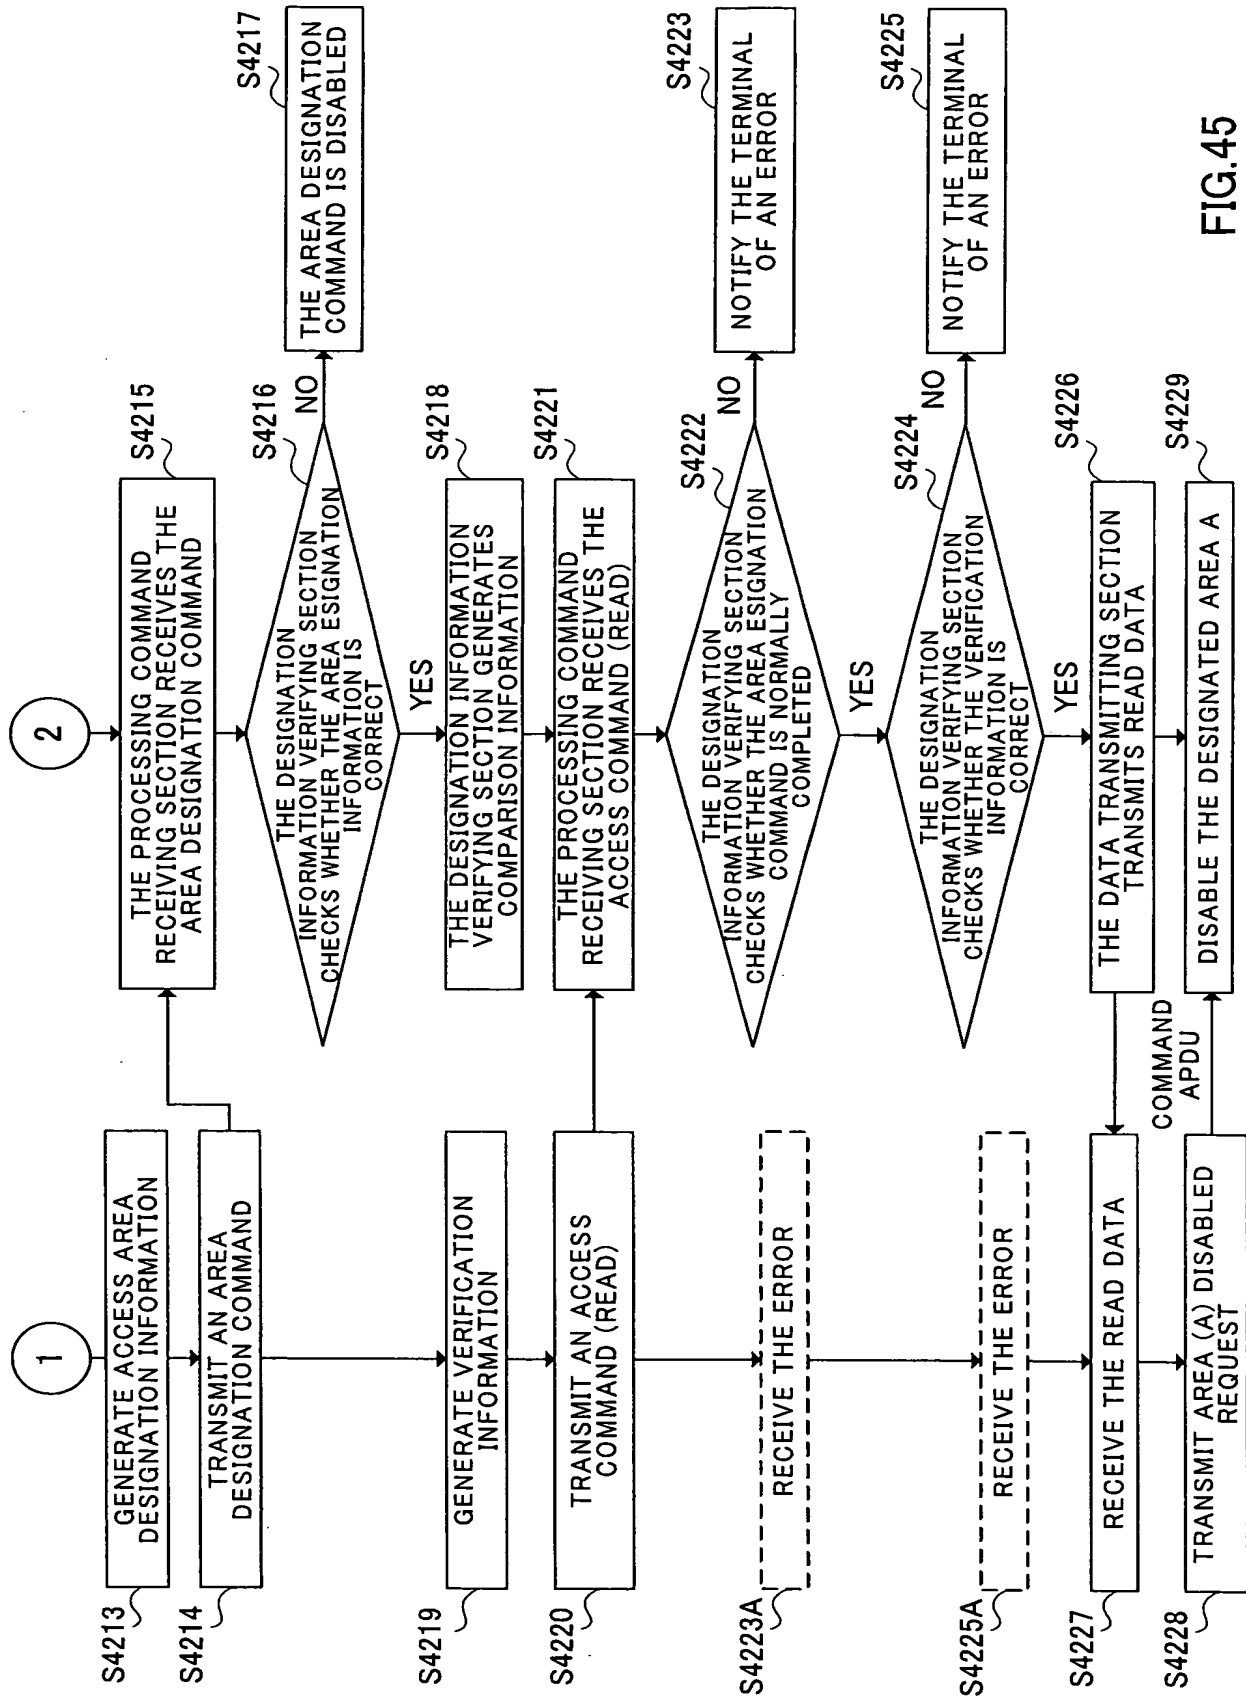 1
GENERATE ACCESS AREA
DESIGNATION INFORMATION
S4213
TRANSMIT AN AREA
DESIGNATION COMMAND
S4214
GENERATE VERIFICATION
INFORMATION
S4219
TRANSMIT AN ACCESS
COMMAND (READ)
S4220
RECEIVE THE ERROR
S4223A
RECEIVE THE ERROR
S4225A
RECEIVE THE READ DATA
S4227
TRANSMIT AREA (A) DISABLED
REQUEST
S4228
2
THE PROCESSING COMMAND
RECEIVING SECTION RECEIVES THE
AREA DESIGNATION COMMAND
S4215
THE DESIGNATION
INFORMATION VERIFYING SECTION
CHECKS WHETHER THE AREA ESIGNATION
INFORMATION IS
CORRECT
S4216
NO
THE AREA DESIGNATION
COMMAND IS DISABLED
S4217
YES
THE DESIGNATION INFORMATION
VERIFYING SECTION GENERATES
COMPARISON INFORMATION
S4218
THE PROCESSING COMMAND
RECEIVING SECTION RECEIVES THE
ACCESS COMMAND (READ)
S4221
THE DESIGNATION
INFORMATION VERIFYING SECTION
CHECKS WHETHER THE AREA ESIGNATION
COMMAND IS NORMALLY
COMPLETED
S4222
NO
NOTIFY THE TERMINAL
OF AN ERROR
S4223
YES
THE DESIGNATION
INFORMATION VERIFYING SECTION
CHECKS WHETHER THE VERIFICATION
INFORMATION IS
CORRECT
S4224
NO
NOTIFY THE TERMINAL
OF AN ERROR
S4225
YES
THE DATA TRANSMITTING SECTION
TRANSMITS READ DATA
S4226
COMMAND
APDU
DISABLE THE DESIGNATED AREA A
S4229
FIG.45